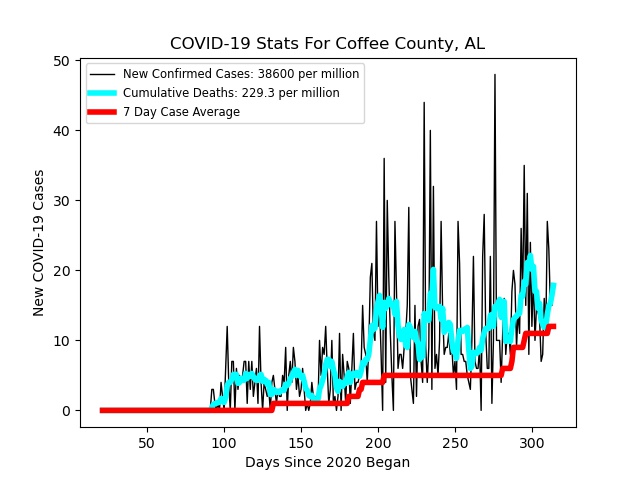 COVID-19 Stats For Coffee County, AL
New Confirmed Cases: 38600 per million
Cumulative Deaths: 229.3 per million
7 Day Case Average
50
40
30
20
10
0
New COVID-19 Cases
50
100
150
200
250
300
Days Since 2020 Began